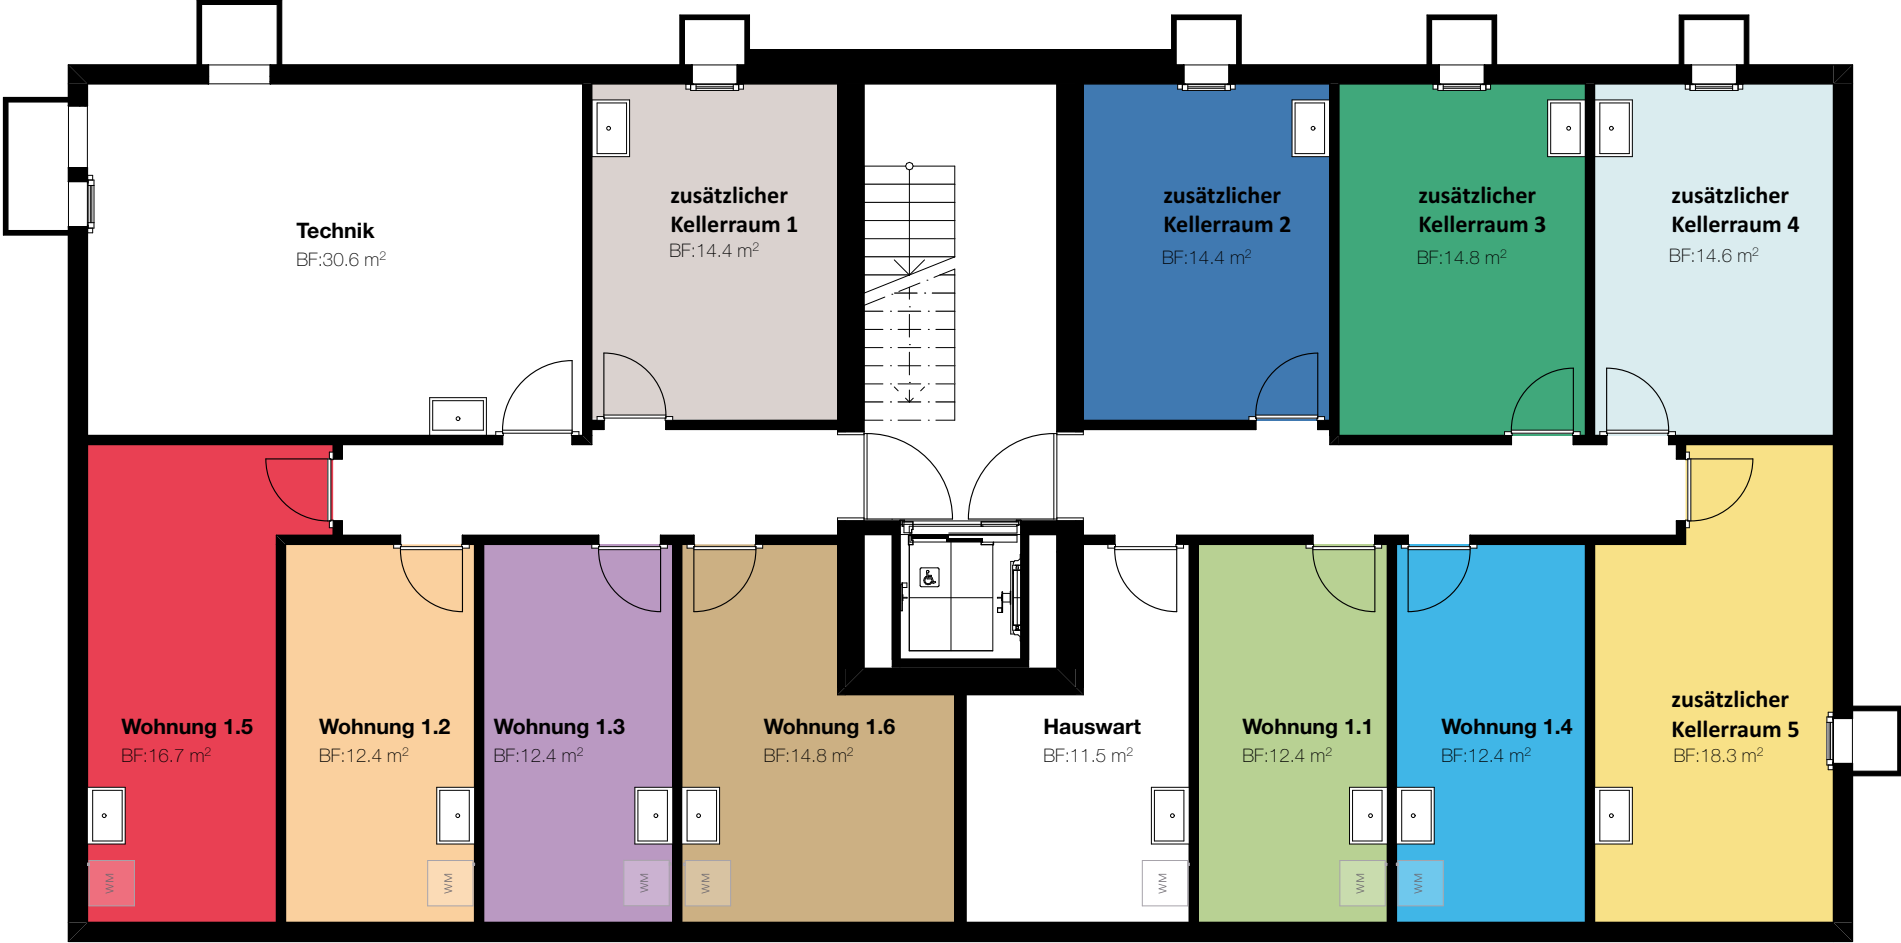 Technik
BF:30.6 m²
zusätzlicher
Kellerraum 1
BF:14.4 m²
zusätzlicher
Kellerraum 2
BF:14.4 m²
zusätzlicher
Kellerraum 3
BF:14.8 m²
zusätzlicher
Kellerraum 4
BF:14.6 m²
Wohnung 1.5
BF:16.7 m²
WM
Wohnung 1.2
BF:12.4 m²
WM
Wohnung 1.3
BF:12.4 m²
WM
Wohnung 1.6
BF:14.8 m²
WM
Hauswart
BF:11.5 m²
WM
Wohnung 1.1
BF:12.4 m²
WM
Wohnung 1.4
BF:12.4 m²
WM
zusätzlicher
Kellerraum 5
BF:18.3 m²